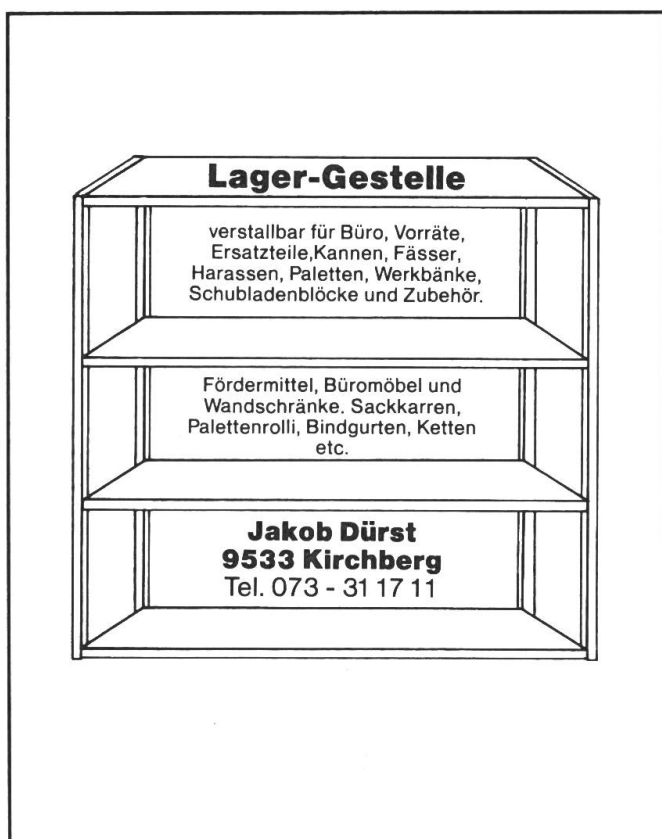 Lager-Gestelle
verstallbar für Büro, Vorräte,
Ersatzteile,Kannen, Fässer,
Harassen, Paletten, Werkbänke,
Schubladenblöcke und Zubehör.
Fördermittel, Büromöbel und
Wandschränke. Sackkarren,
Palettenrolli, Bindgurten, Ketten
etc.
Jakob Dürst
9533 Kirchberg
Tel. 073 - 31 17 11